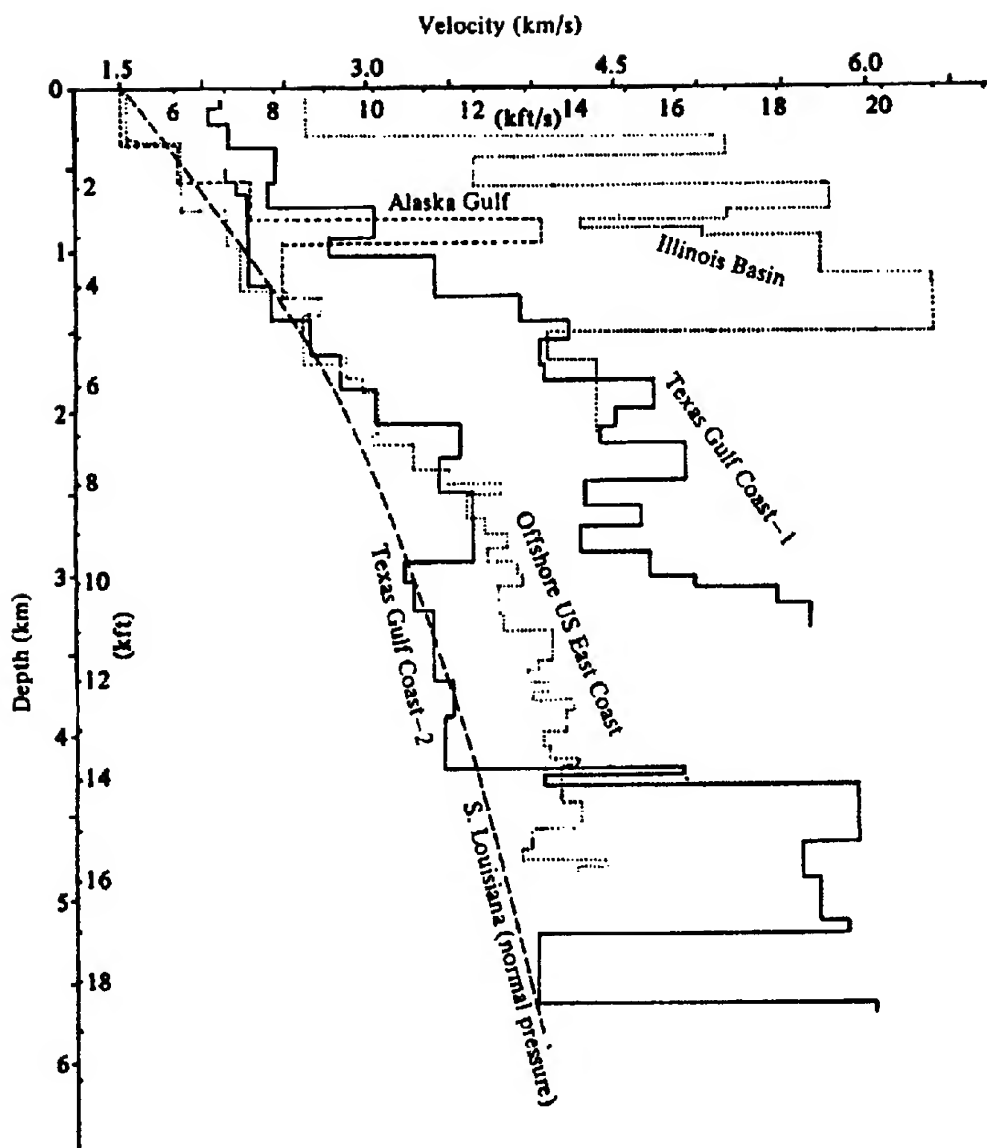 Velocity (km/s)
1.5 3.0 4.5 6.0
0
6 8 10 12 14 16 18 20
(kft/s)
2
Alaska Gulf
Illinois Basin
1
4
6
2
Texas Gulf Coast–1
8
Offshore US East Coast
Texas Gulf Coast–2
3 10
Depth (km)
(kft)
12
4
14
S. Louisiana (normal pressure)
16
5
18
6